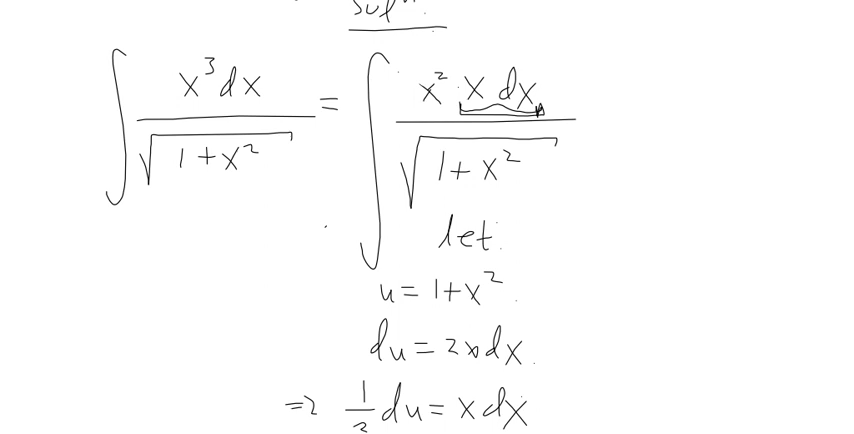 ∫ x³dx / √(1+x²) = ∫ x² x dx / √(1+x²)
let
u = 1+x²
du = 2x dx
⇒ ½ du = x dx